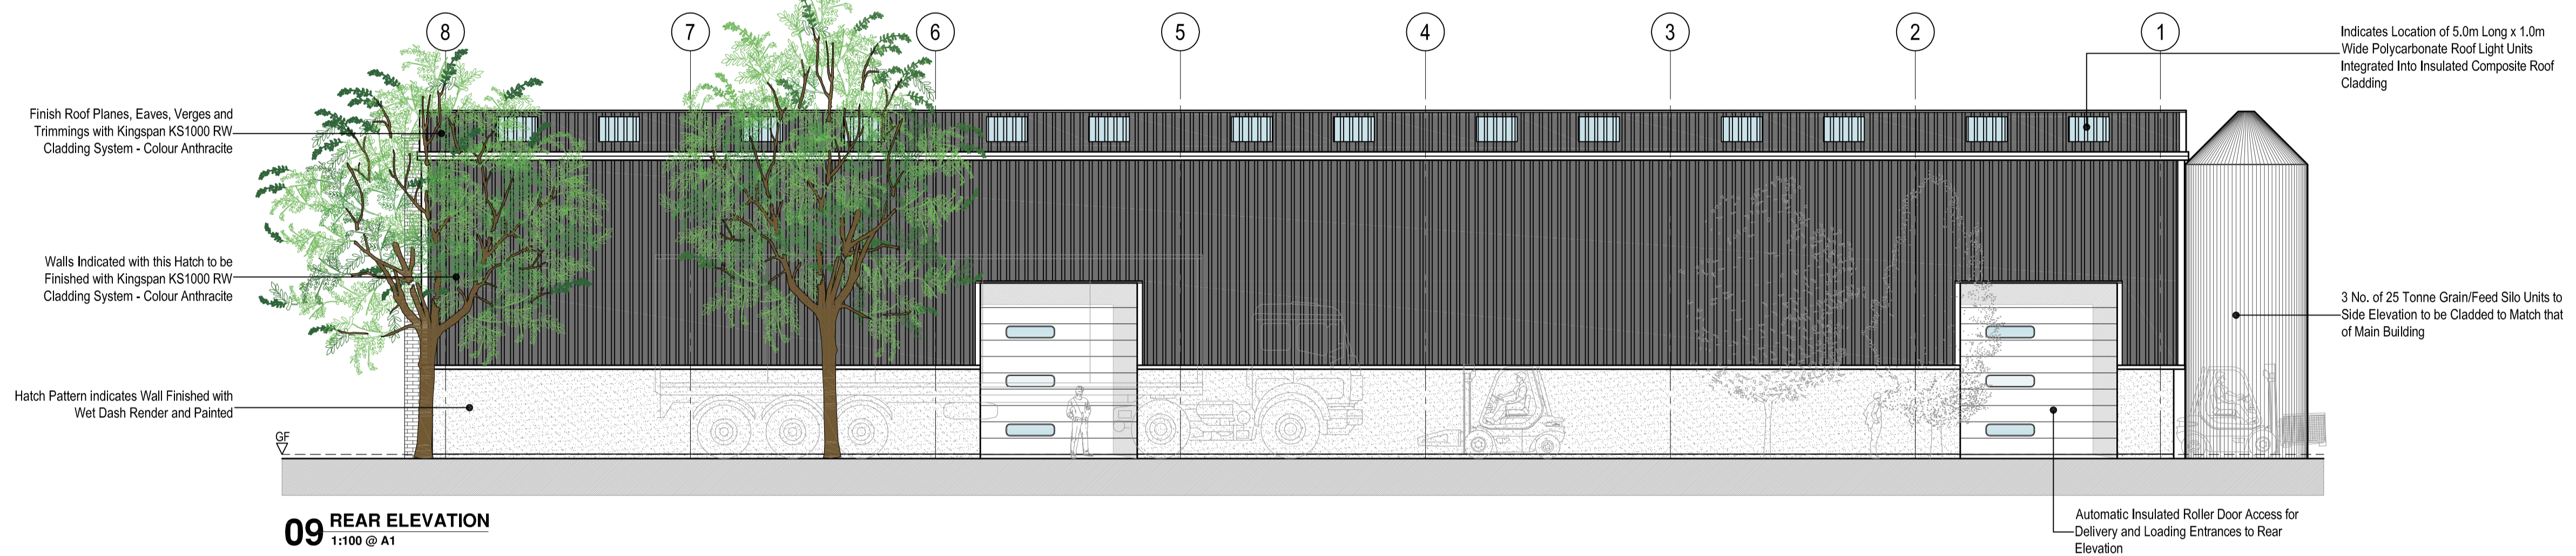 8
7
6
5
4
3
2
1
Indicates Location of 5.0m Long x 1.0m
Wide Polycarbonate Roof Light Units
Integrated Into Insulated Composite Roof
Cladding
Finish Roof Planes, Eaves, Verges and
Trimmings with Kingspan KS1000 RW
Cladding System - Colour Anthracite
Walls Indicated with this Hatch to be
Finished with Kingspan KS1000 RW
Cladding System - Colour Anthracite
3 No. of 25 Tonne Grain/Feed Silo Units to
Side Elevation to be Cladded to Match that
of Main Building
Hatch Pattern indicates Wall Finished with
Wet Dash Render and Painted
GF
Automatic Insulated Roller Door Access for
Delivery and Loading Entrances to Rear
Elevation
09 REAR ELEVATION
1:100 @ A1